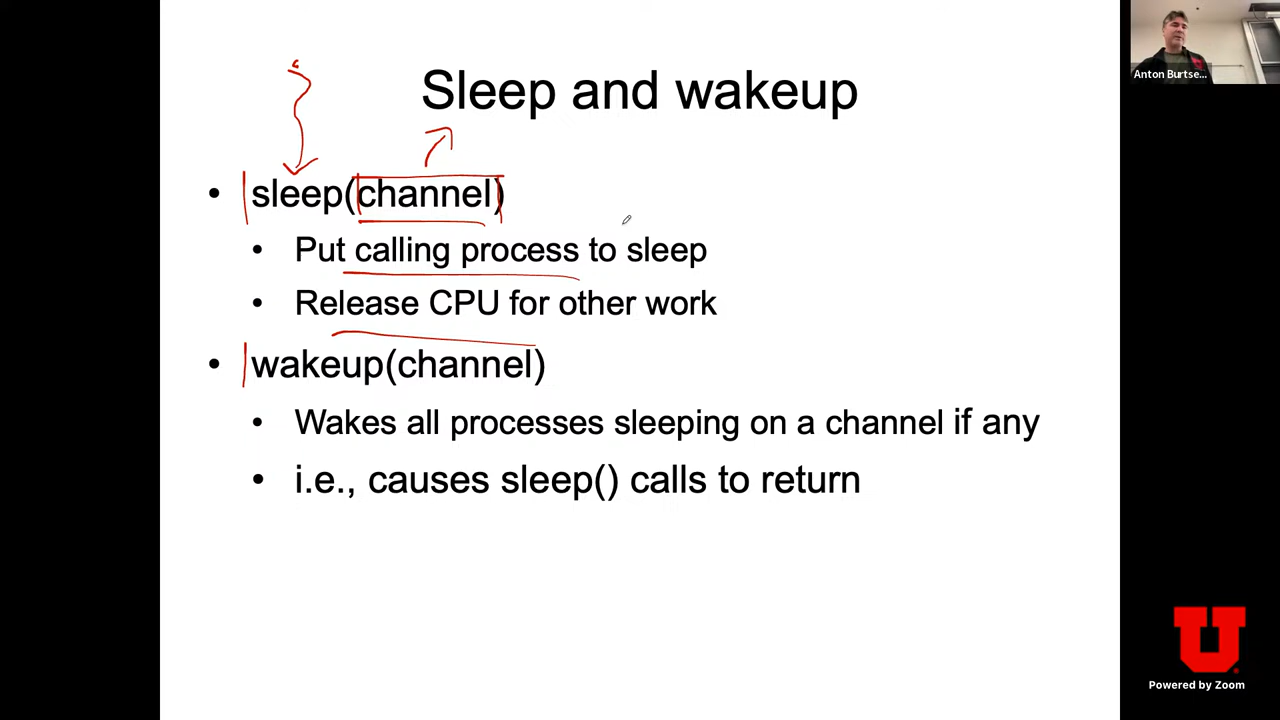 Anton Burtse...
Sleep and wakeup
• sleep(channel)
• Put calling process to sleep
• Release CPU for other work
• wakeup(channel)
• Wakes all processes sleeping on a channel if any
• i.e., causes sleep() calls to return
U
Powered by Zoom